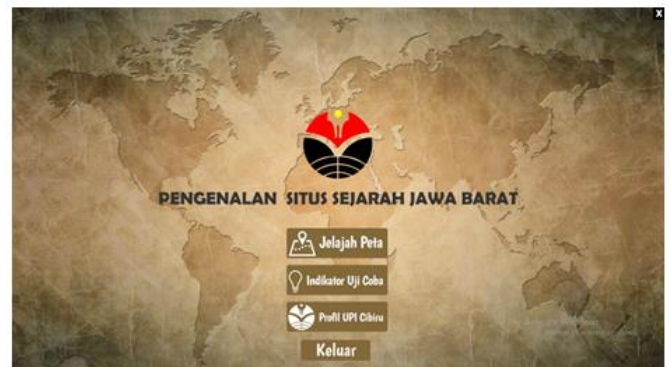 X
PENGENALAN SITUS SEJARAH JAWA BARAT
Jelajah Peta
Indikator Uji Coba
Profil UPI Cibiru
Keluar